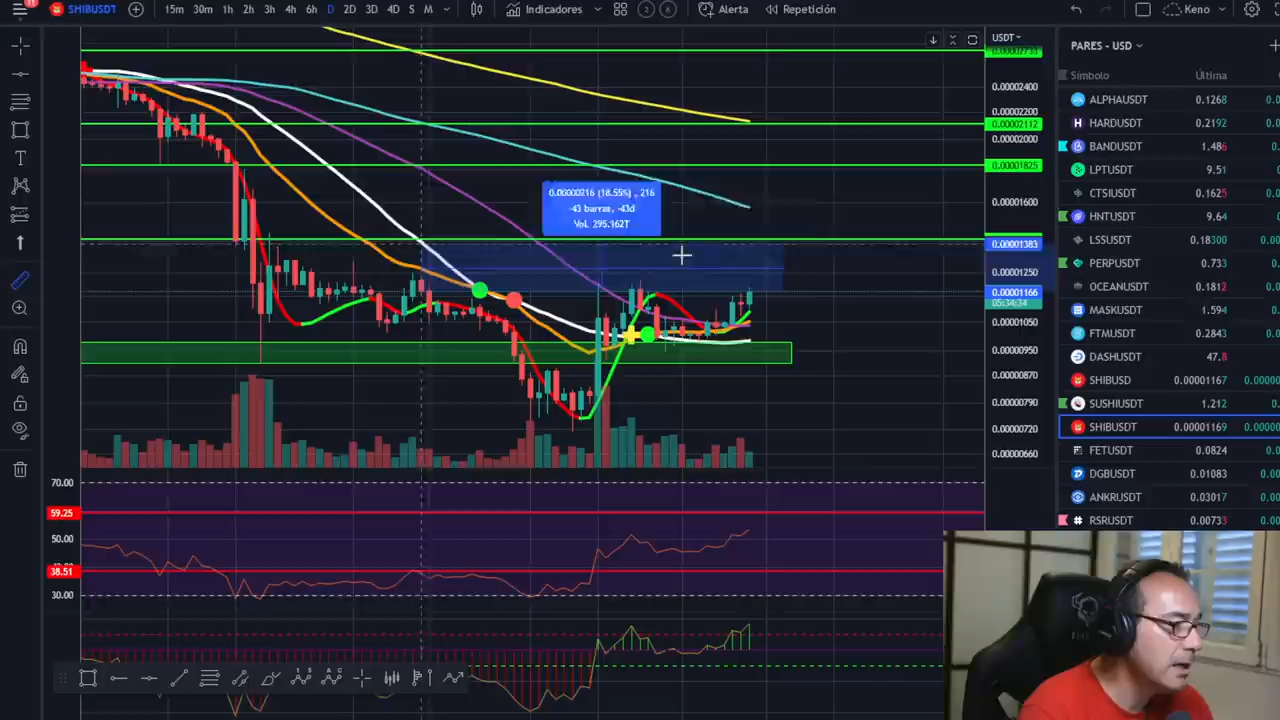 11
SHIBUSDT
15m 30m 1h 2h 3h 4h 6h D 2D 3D 4D S M
Indicadores
2 8
Alerta
Repetición
Keno
USDT
PARES - USD
Símbolo Última
ALPHAUSDT 0.1268
HARDUSDT 0.2192
BANDUSDT 1.486
LPTUSDT 9.51
CTSIUSDT 0.1625
HNTUSDT 9.64
LSSUSDT 0.18300
PERPUSDT 0.733
OCEANUSDT 0.1812
MASKUSDT 1.594
FTMUSDT 0.2843
DASHUSDT 47.8
SHIBUSD 0.00001167
SUSHIUSDT 1.212
SHIBUSDT 0.00001169
FETUSDT 0.0824
DGBUSDT 0.01083
ANKRUSDT 0.03017
RSRUSDT 0.00733
0.00002400
0.00002200
0.00002112
0.00002000
0.00001825
0.00001600
0.00001383
0.00001250
0.00001166
05:34:34
0.00001050
0.00000950
0.00000870
0.00000790
0.00000720
0.00000660
0.00000216 (18.55%) , 216
-43 barras, -43d
Vol. 295.162T
70.00
59.25
50.00
38.51
30.00